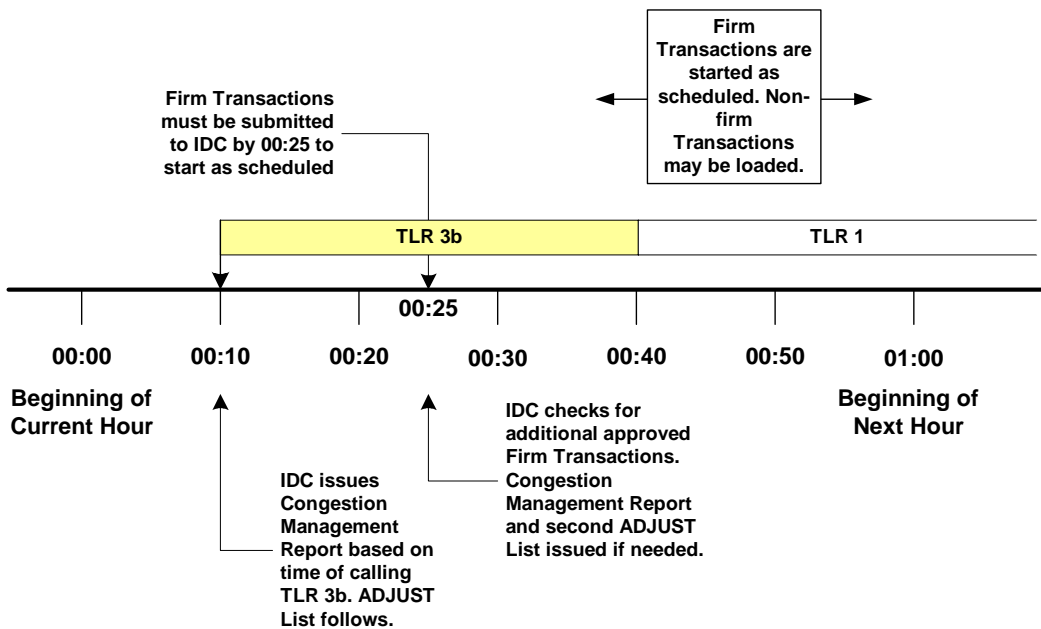 Firm
Transactions are
started as
scheduled. Non-
firm
Transactions
may be loaded.
Firm Transactions
must be submitted
to IDC by 00:25 to
start as scheduled
TLR 3b
TLR 1
00:25
00:00
00:10
00:20
00:30
00:40
00:50
01:00
Beginning of
Current Hour
Beginning of
Next Hour
IDC issues
Congestion
Management
Report based on
time of calling
TLR 3b. ADJUST
List follows.
IDC checks for
additional approved
Firm Transactions.
Congestion
Management Report
and second ADJUST
List issued if needed.